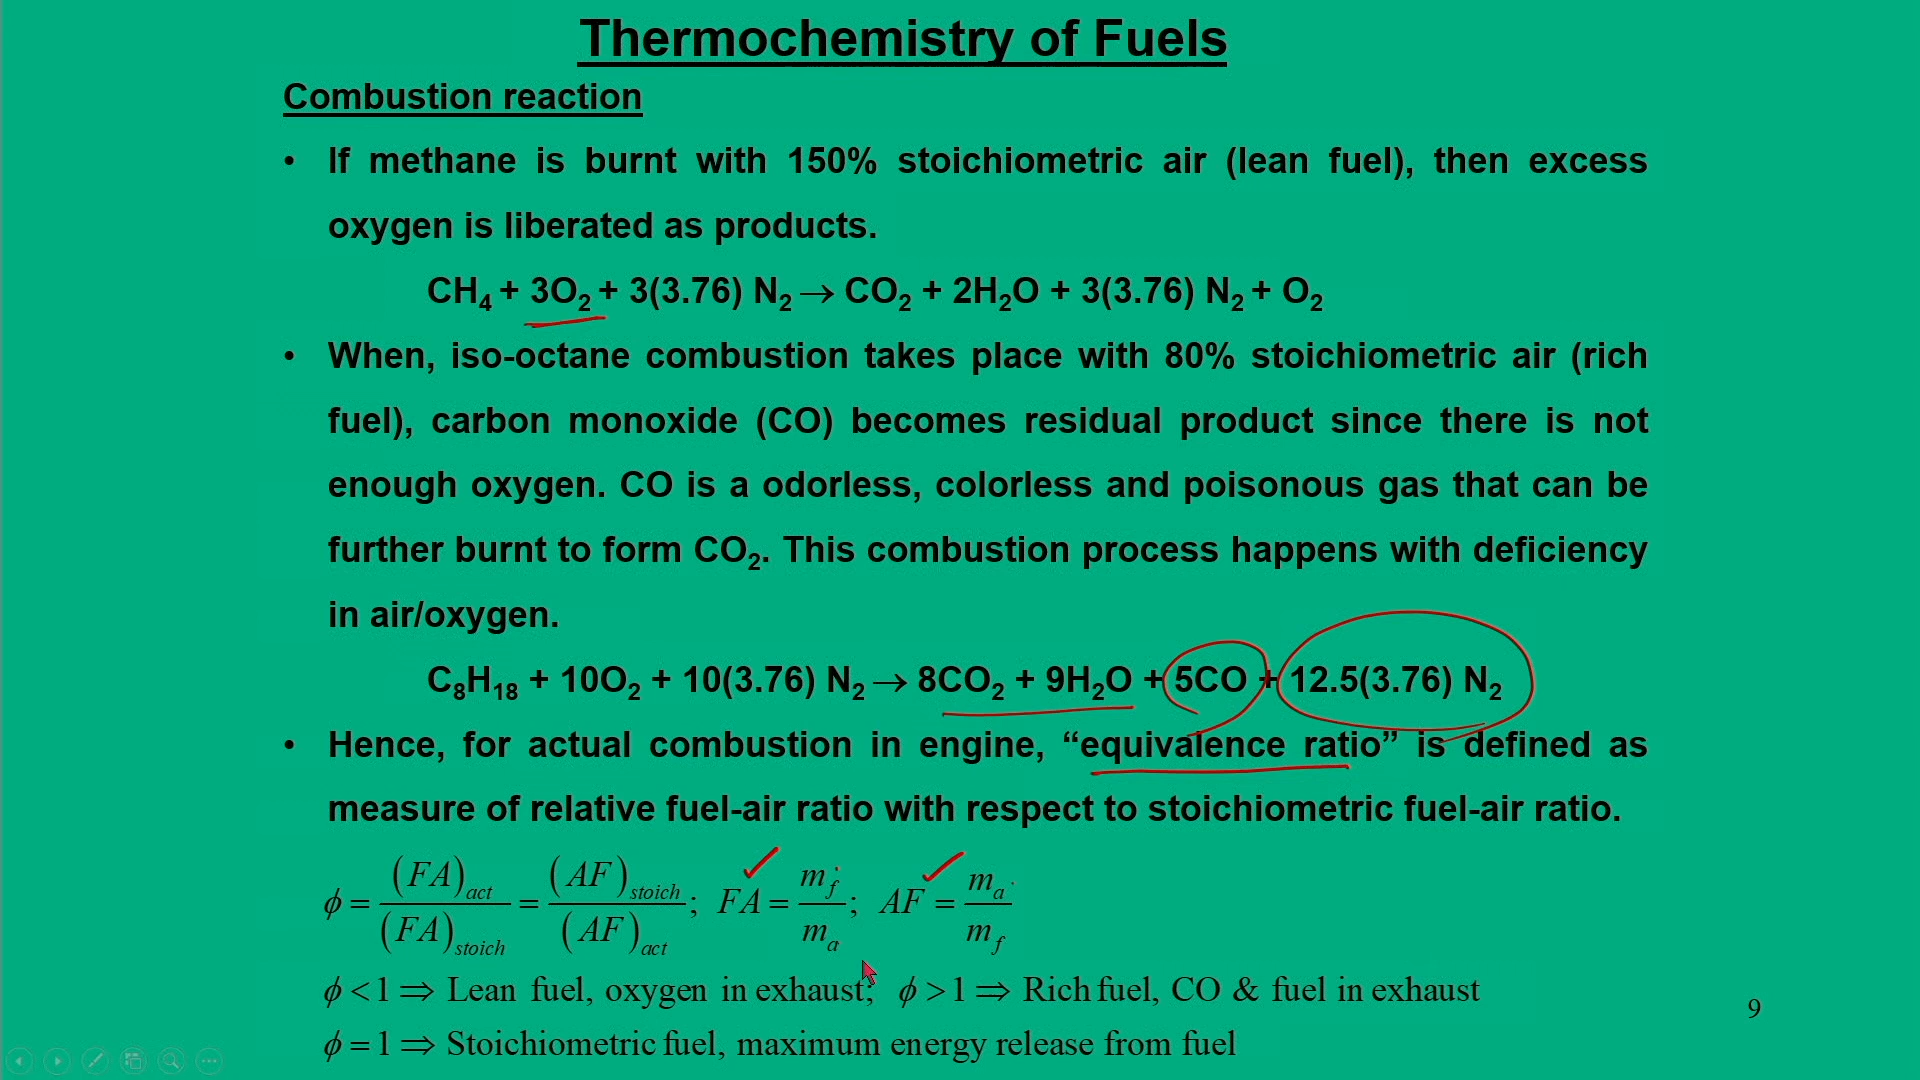 Thermochemistry of Fuels
Combustion reaction
• If methane is burnt with 150% stoichiometric air (lean fuel), then excess
oxygen is liberated as products.
CH₄ + 3O₂ + 3(3.76) N₂ → CO₂ + 2H₂O + 3(3.76) N₂ + O₂
• When, iso-octane combustion takes place with 80% stoichiometric air (rich
fuel), carbon monoxide (CO) becomes residual product since there is not
enough oxygen. CO is a odorless, colorless and poisonous gas that can be
further burnt to form CO₂. This combustion process happens with deficiency
in air/oxygen.
C₈H₁₈ + 10O₂ + 10(3.76) N₂ → 8CO₂ + 9H₂O + 5CO + 12.5(3.76) N₂
• Hence, for actual combustion in engine, “equivalence ratio” is defined as
measure of relative fuel-air ratio with respect to stoichiometric fuel-air ratio.
ϕ = (FA)act / (FA)stoich = (AF)stoich / (AF)act; FA = mf / ma; AF = ma / mf
ϕ < 1 ⇒ Lean fuel, oxygen in exhaust; ϕ > 1 ⇒ Rich fuel, CO & fuel in exhaust
9
ϕ = 1 ⇒ Stoichiometric fuel, maximum energy release from fuel